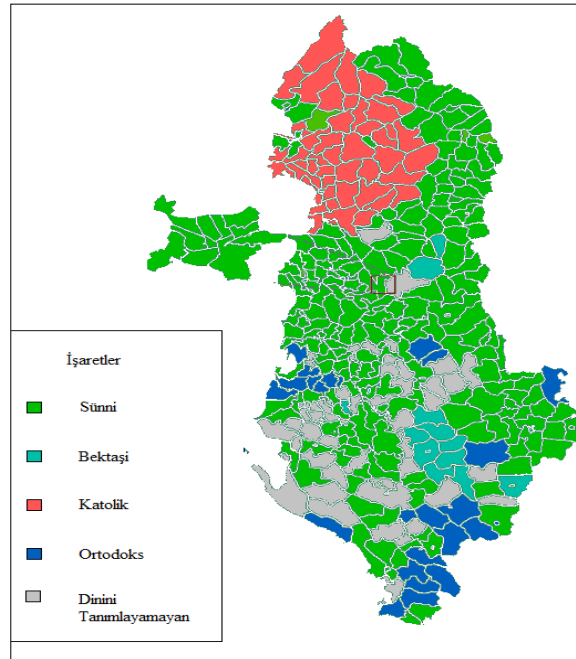 İşaretler
Sünni
Bektaşi
Katolik
Ortodoks
Dinini
Tanımlayamayan